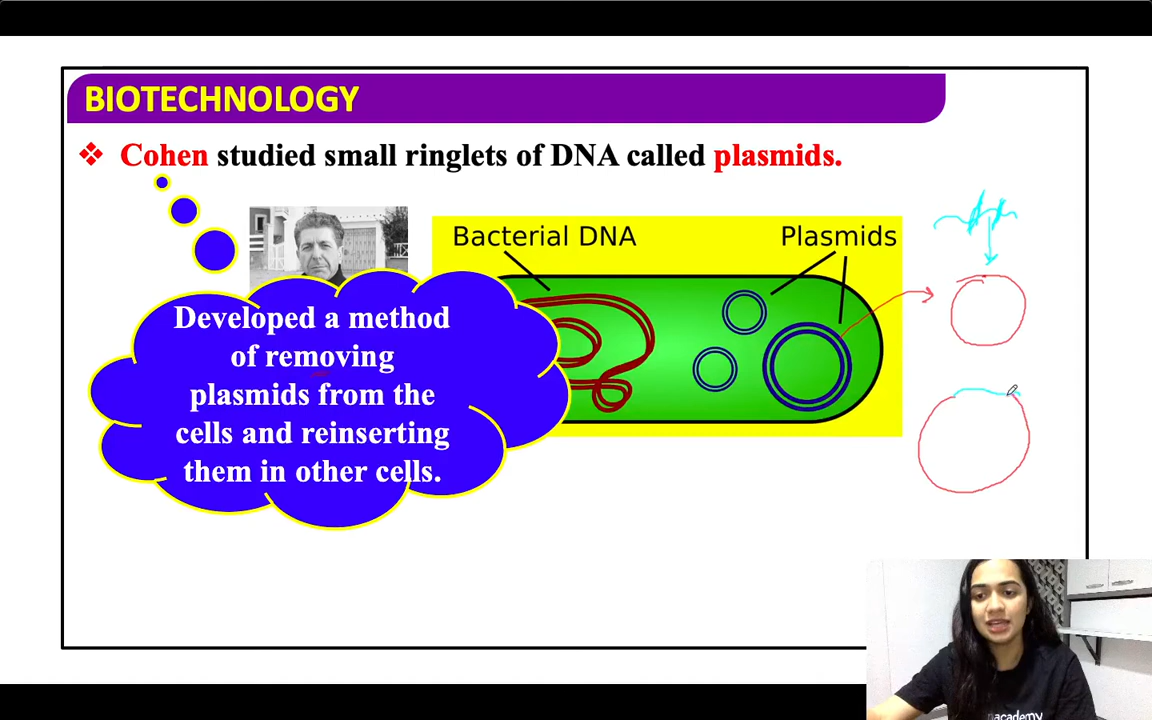 BIOTECHNOLOGY
❖ Cohen studied small ringlets of DNA called plasmids.
Bacterial DNA
Plasmids
Developed a method
of removing
plasmids from the
cells and reinserting
them in other cells.
nacademy